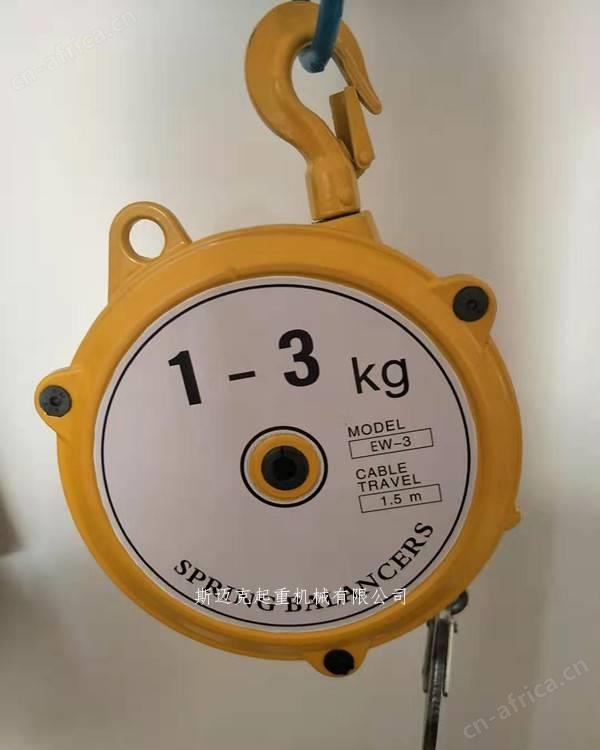 cn-africa.cn
1 - 3 kg
MODEL
EW-3
CABLE
TRAVEL
1.5 m
SPRING BALANCERS
斯迈克起重机械有限公司
cn-africa.cn